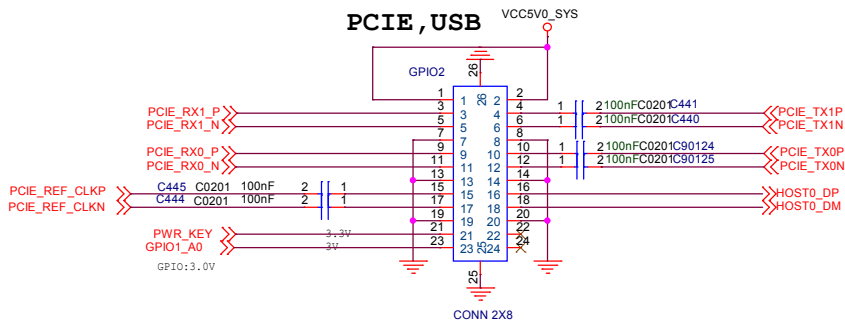 PCIE,USB
VCC5V0_SYS
GPIO2
26
26
1 1 2 2
PCIE_RX1_P 3 3 4 4 1 2 100nF C0201 C441 PCIE_TX1P
PCIE_RX1_N 5 5 6 6 1 2 100nF C0201 C440 PCIE_TX1N
7 7 8 8
PCIE_RX0_P 9 9 10 10 1 2 100nF C0201 C90124 PCIE_TX0P
PCIE_RX0_N 11 11 12 12 1 2 100nF C0201 C90125 PCIE_TX0N
13 13 14 14
PCIE_REF_CLKP C445 C0201 100nF 2 1 15 15 16 16 HOST0_DP
PCIE_REF_CLKN C444 C0201 100nF 2 1 17 17 18 18 HOST0_DM
19 19 20 20
PWR_KEY 3.3V 21 21 22 22
GPIO1_A0 3V 23 23 24 24
25
GPIO:3.0V
25
CONN 2X8